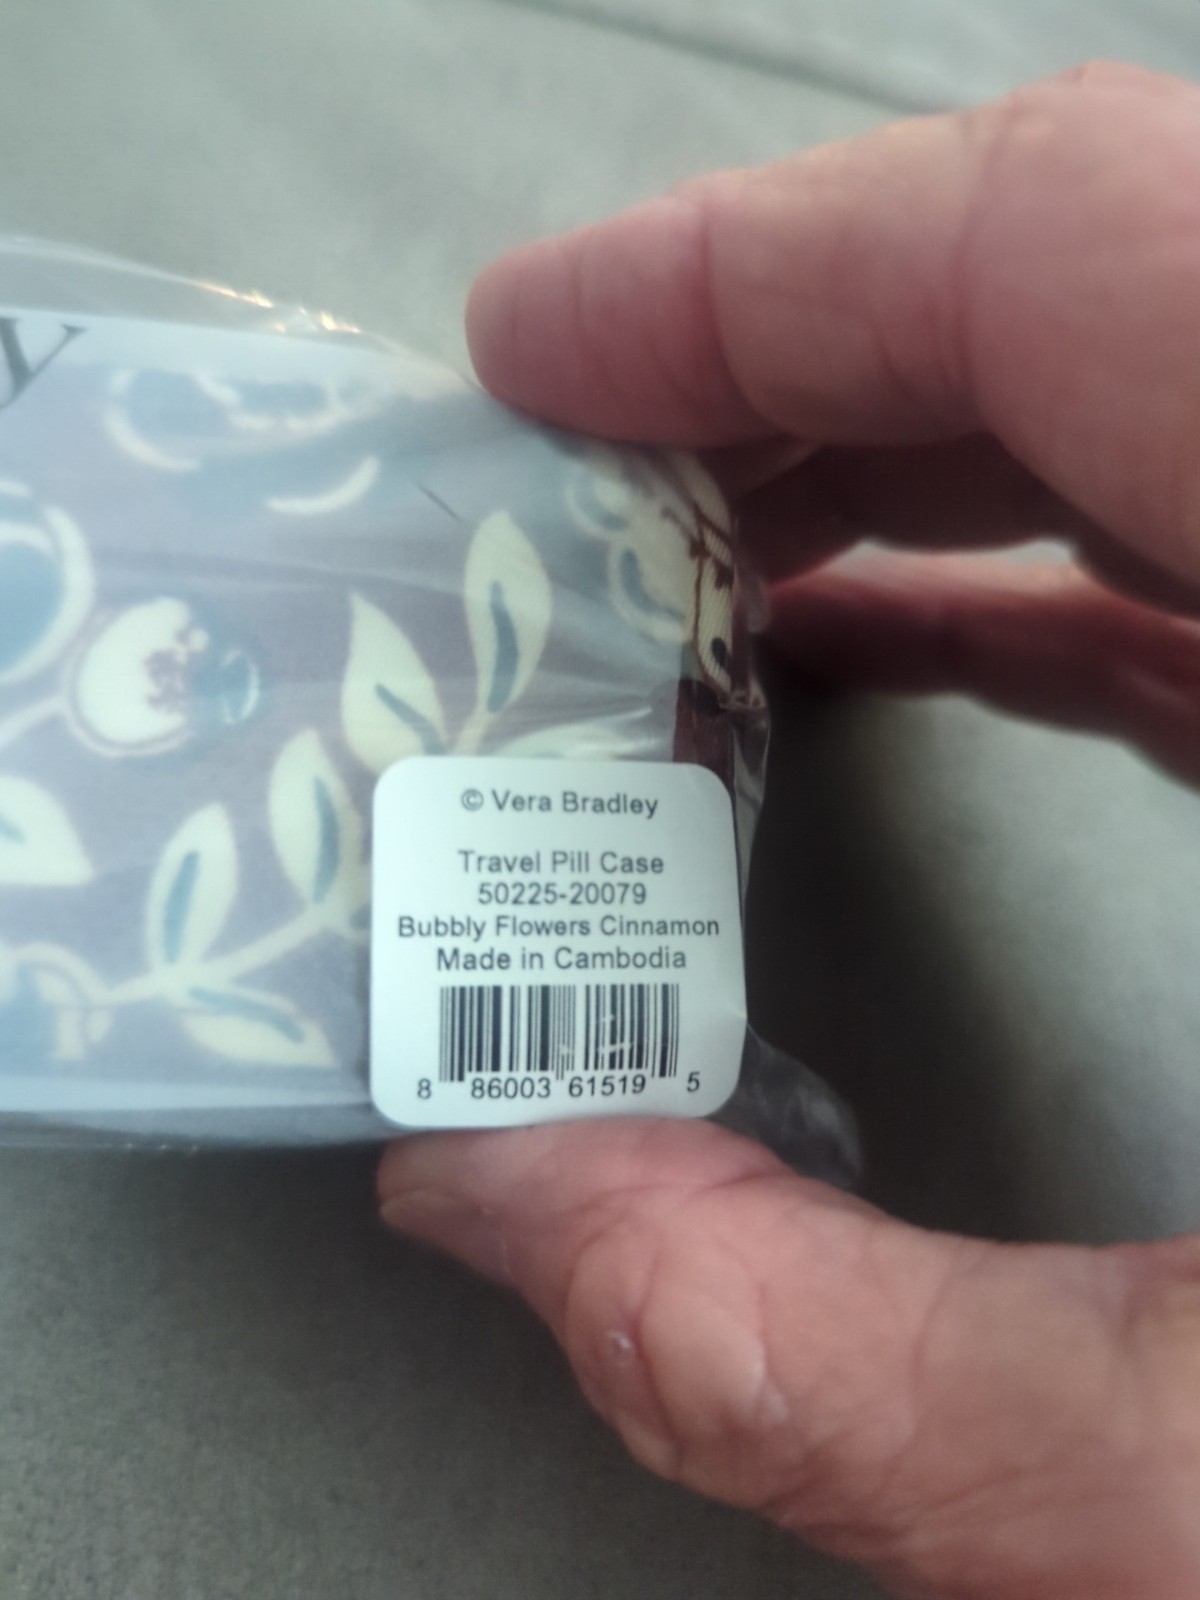 y
© Vera Bradley
Travel Pill Case
50225-20079
Bubbly Flowers Cinnamon
Made in Cambodia
8 86003 61519 5